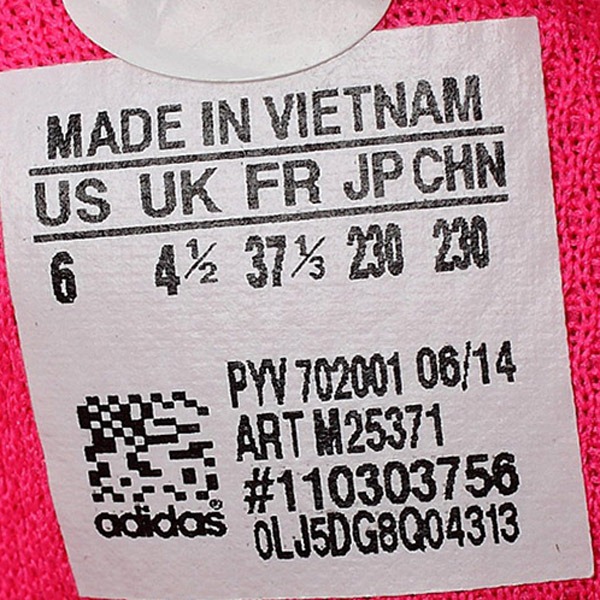 MADE IN VIETNAM
US UK FR JP CHN
6 4½ 37⅓ 230 230
PYV 702001 06/14
ART M25371
#110303756
adidas®
0LJ5DG8Q04313